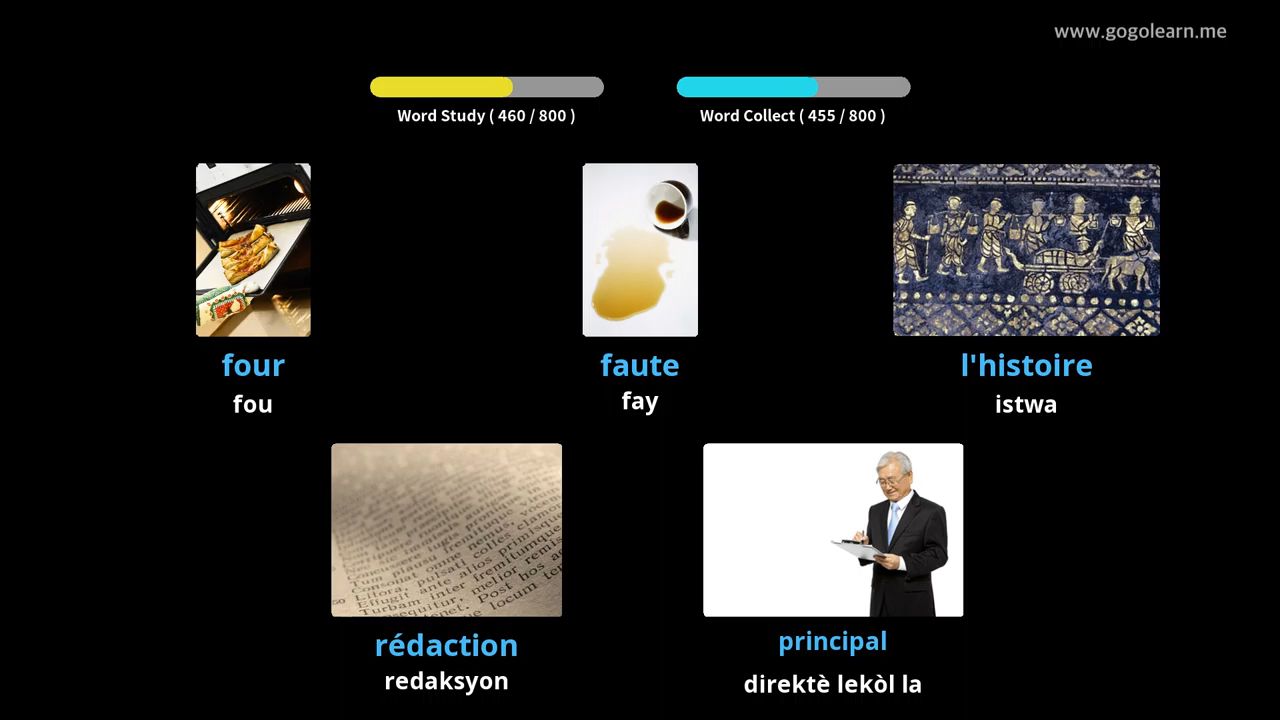 www.gogolearn.me
Word Study ( 460 / 800 )
Word Collect ( 455 / 800 )
four
fou
faute
fay
l'histoire
istwa
rédaction
redaksyon
principal
direktè lekòl la